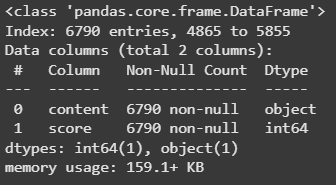 <class 'pandas.core.frame.DataFrame'>
Index: 6790 entries, 4865 to 5855
Data columns (total 2 columns):
 #   Column   Non-Null Count  Dtype
---  ------   --------------  -----
 0   content  6790 non-null   object
 1   score    6790 non-null   int64
dtypes: int64(1), object(1)
memory usage: 159.1+ KB